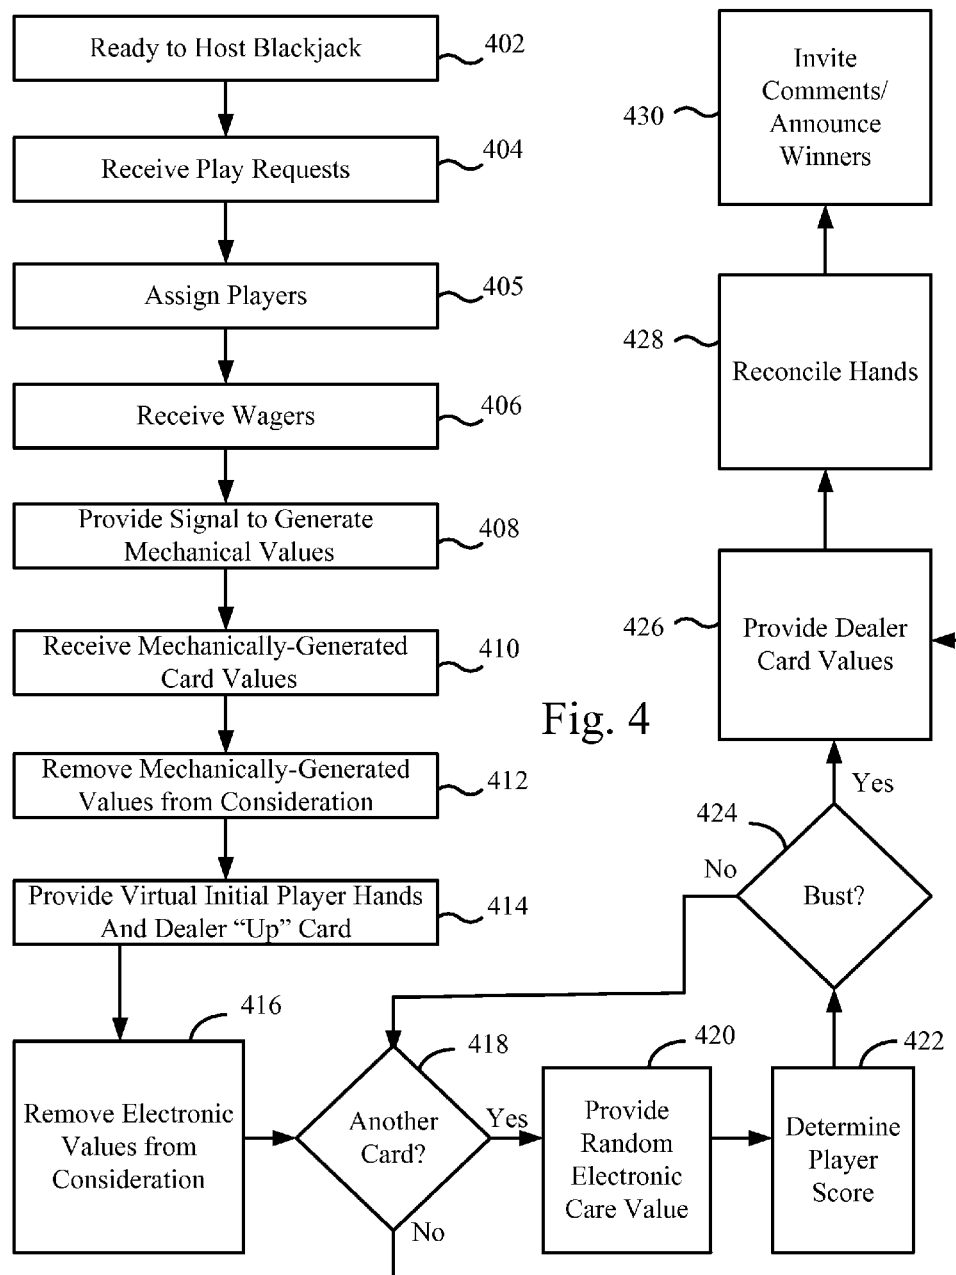 Ready to Host Blackjack
402
Receive Play Requests
404
Assign Players
405
Receive Wagers
406
Provide Signal to Generate
Mechanical Values
408
Receive Mechanically-Generated
Card Values
410
Remove Mechanically-Generated
Values from Consideration
412
Provide Virtual Initial Player Hands
And Dealer “Up” Card
414
Remove Electronic
Values from
Consideration
416
Another
Card?
418
Yes
No
Provide
Random
Electronic
Care Value
420
Determine
Player
Score
422
Bust?
424
No
Yes
Provide Dealer
Card Values
426
Reconcile Hands
428
Invite
Comments/
Announce
Winners
430
Fig. 4